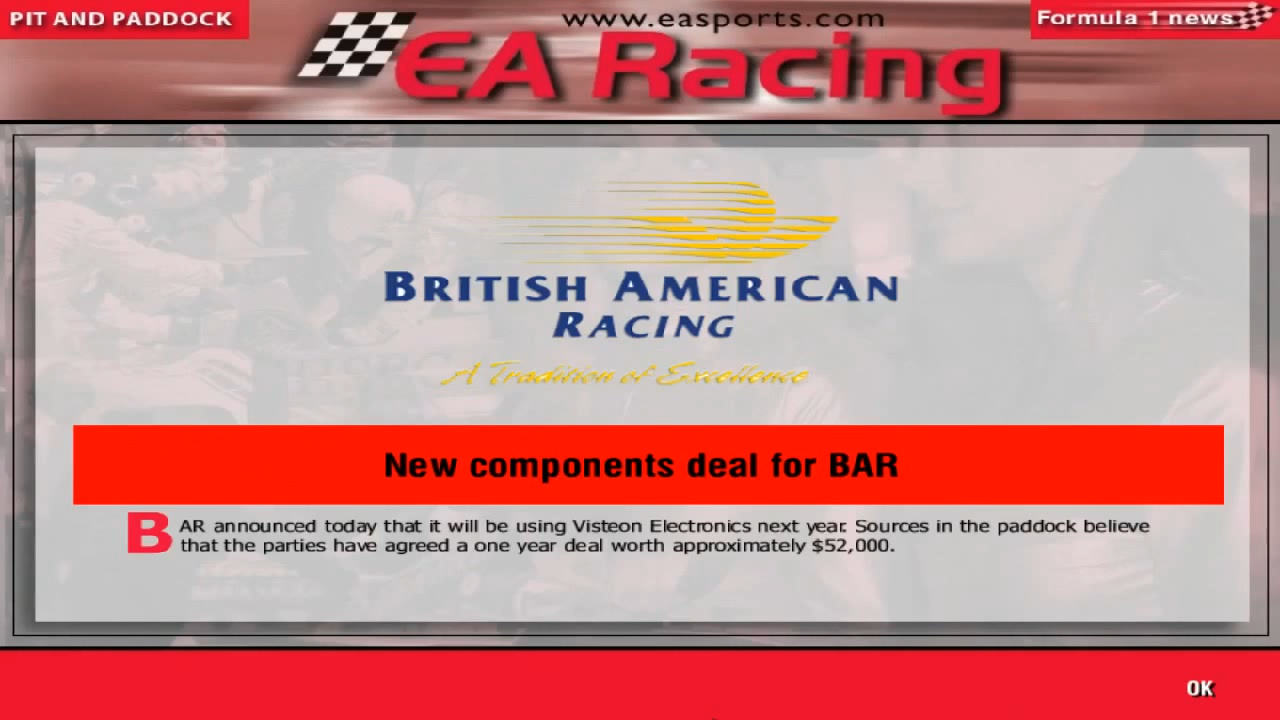 PIT AND PADDOCK
www.easports.com
Formula 1 news
EA Racing
BRITISH AMERICAN
RACING
A Tradition of Excellence
New components deal for BAR
BAR announced today that it will be using Visteon Electronics next year. Sources in the paddock believe
that the parties have agreed a one year deal worth approximately $52,000.
OK